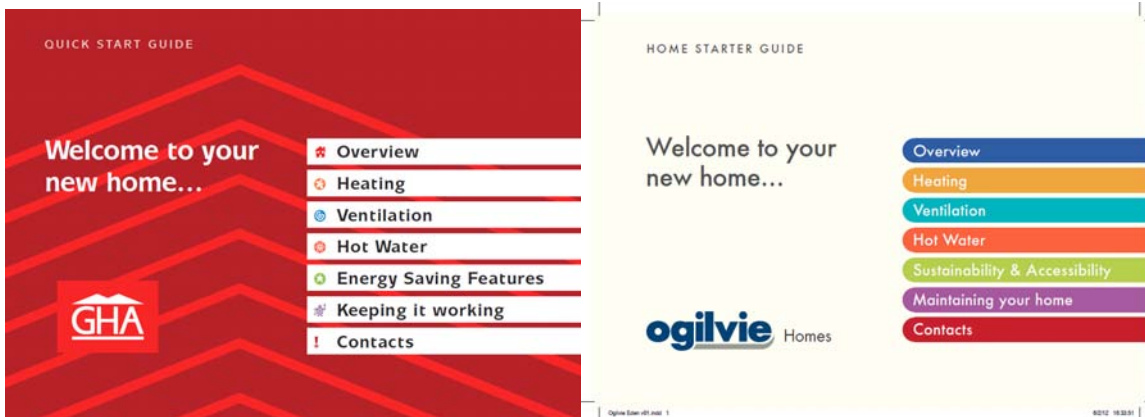 QUICK START GUIDE
Welcome to your
new home...
Overview
Heating
Ventilation
Hot Water
Energy Saving Features
Keeping it working
! Contacts
GHA
HOME STARTER GUIDE
Welcome to your
new home...
Overview
Heating
Ventilation
Hot Water
Sustainability & Accessibility
Maintaining your home
Contacts
ogilvie Homes